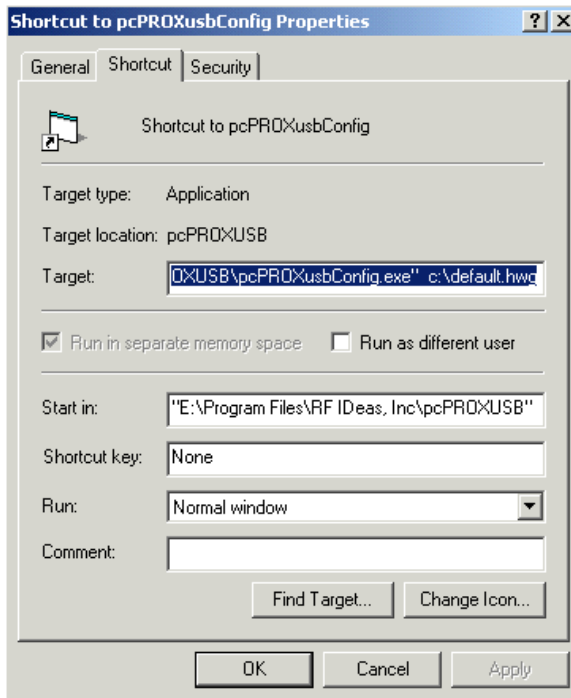 Shortcut to pcPROXusbConfig Properties
General Shortcut Security
Shortcut to pcPROXusbConfig
Target type: Application
Target location: pcPROXUSB
Target: OXUSB\pcPROXusbConfig.exe" c:\default.hwg
Run in separate memory space Run as different user
Start in: "E:\Program Files\RF IDeas, Inc\pcPROXUSB"
Shortcut key: None
Run: Normal window
Comment:
Find Target... Change Icon...
OK Cancel Apply